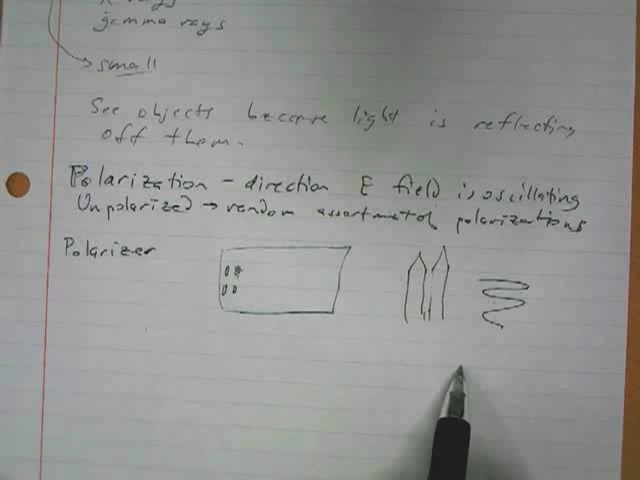 x rays
gamma rays
small
See objects because light is reflecting
off them.
Polarization - direction E field is oscillating
Unpolarized → random assortment of polarizations
Polarizer